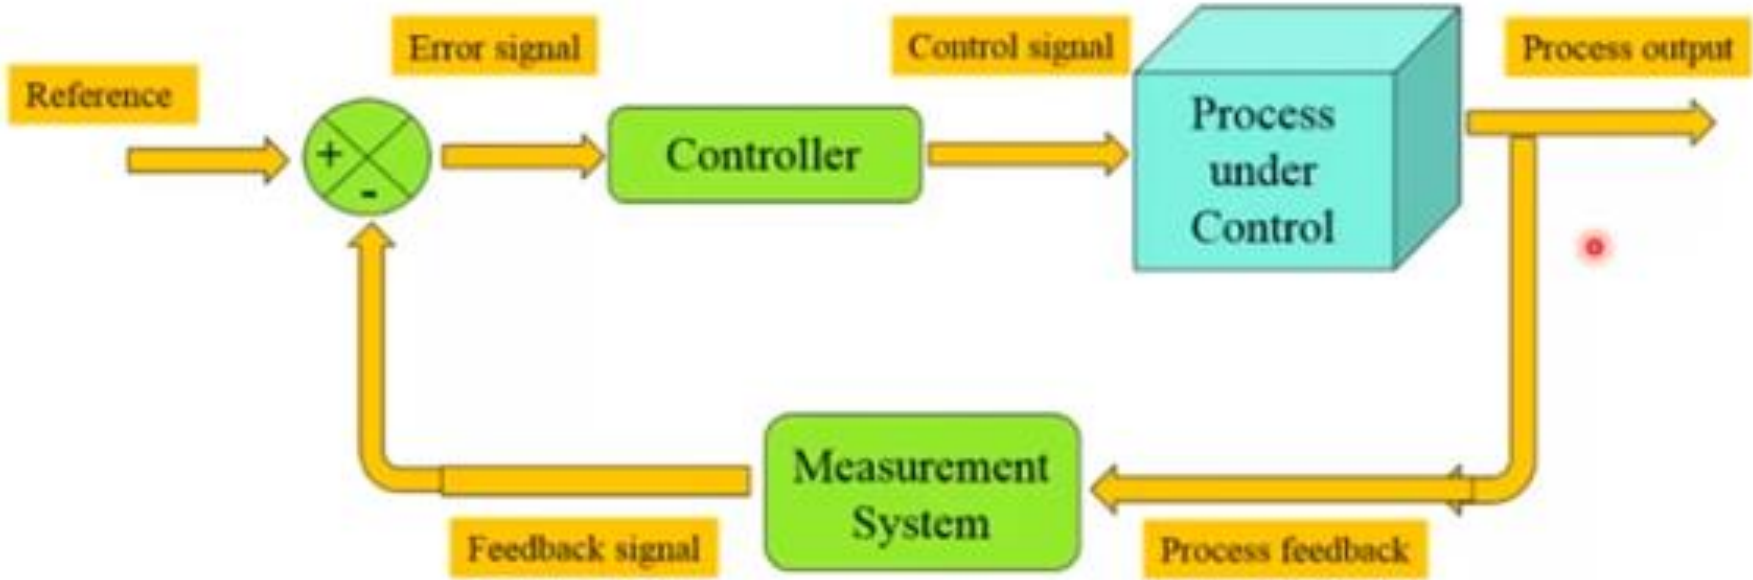 Reference
Error signal
Control signal
Process output
+
-
Controller
Process
under
Control
Measurement
System
Feedback signal
Process feedback